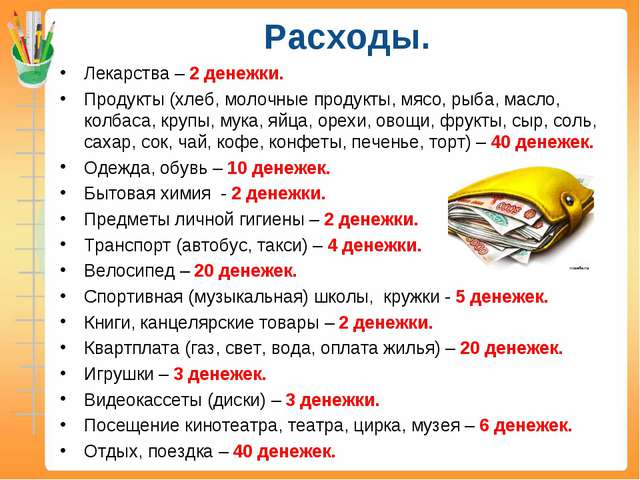 Расходы.
• Лекарства – 2 денежки.
• Продукты (хлеб, молочные продукты, мясо, рыба, масло,
колбаса, крупы, мука, яйца, орехи, овощи, фрукты, сыр, соль,
сахар, сок, чай, кофе, конфеты, печенье, торт) – 40 денежек.
• Одежда, обувь – 10 денежек.
• Бытовая химия - 2 денежки.
• Предметы личной гигиены – 2 денежки.
• Транспорт (автобус, такси) – 4 денежки.
• Велосипед – 20 денежек.
• Спортивная (музыкальная) школы, кружки - 5 денежек.
• Книги, канцелярские товары – 2 денежки.
• Квартплата (газ, свет, вода, оплата жилья) – 20 денежек.
• Игрушки – 3 денежек.
• Видеокассеты (диски) – 3 денежки.
• Посещение кинотеатра, театра, цирка, музея – 6 денежек.
• Отдых, поездка – 40 денежек.